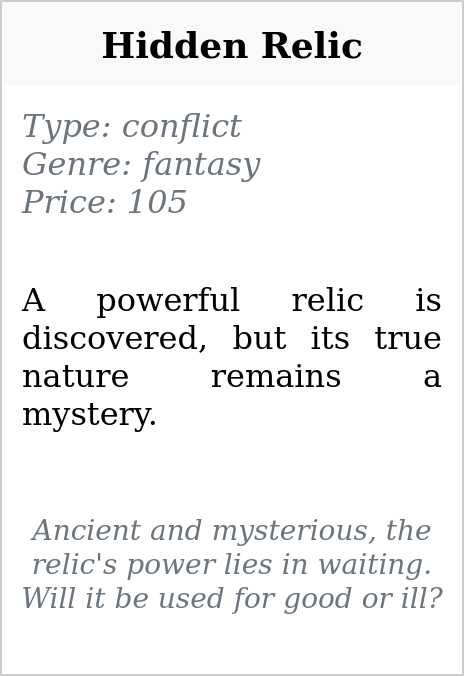 Hidden Relic
Type: conflict
Genre: fantasy
Price: 105
A powerful relic is
discovered, but its true
nature remains a
mystery.
Ancient and mysterious, the
relic's power lies in waiting.
Will it be used for good or ill?